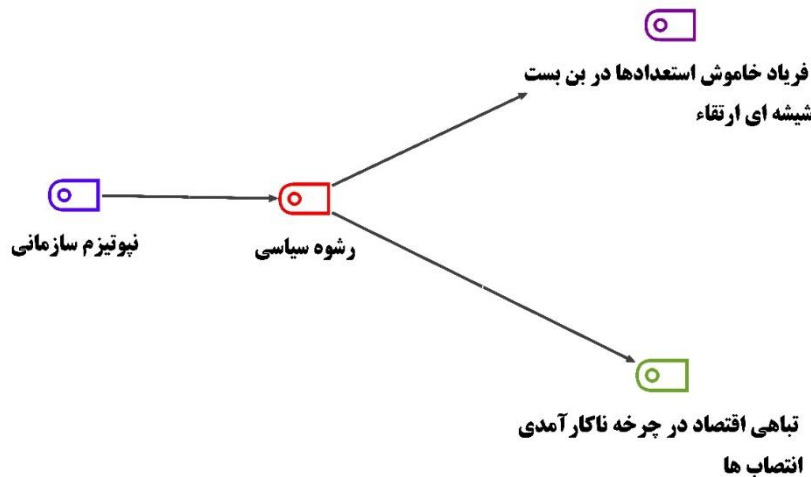 فریاد خاموش استعدادها در بن بست
شیشه ای ارتقاء
نپوتیزم سازمانی
رشوه سیاسی
تباهی اقتصاد در چرخه ناکارآمدی
انتصاب ها